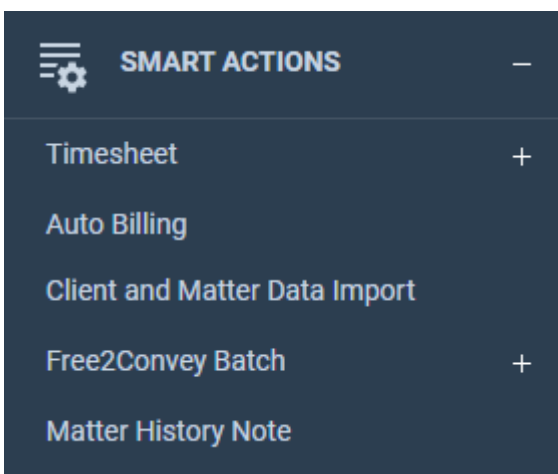 SMART ACTIONS –
Timesheet +
Auto Billing
Client and Matter Data Import
Free2Convey Batch +
Matter History Note